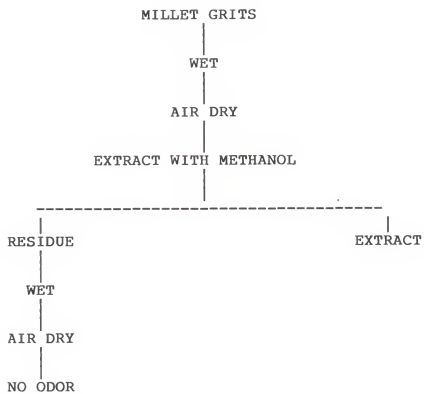 MILLET GRITS
WET
AIR DRY
EXTRACT WITH METHANOL
RESIDUE EXTRACT
WET
AIR DRY
NO ODOR